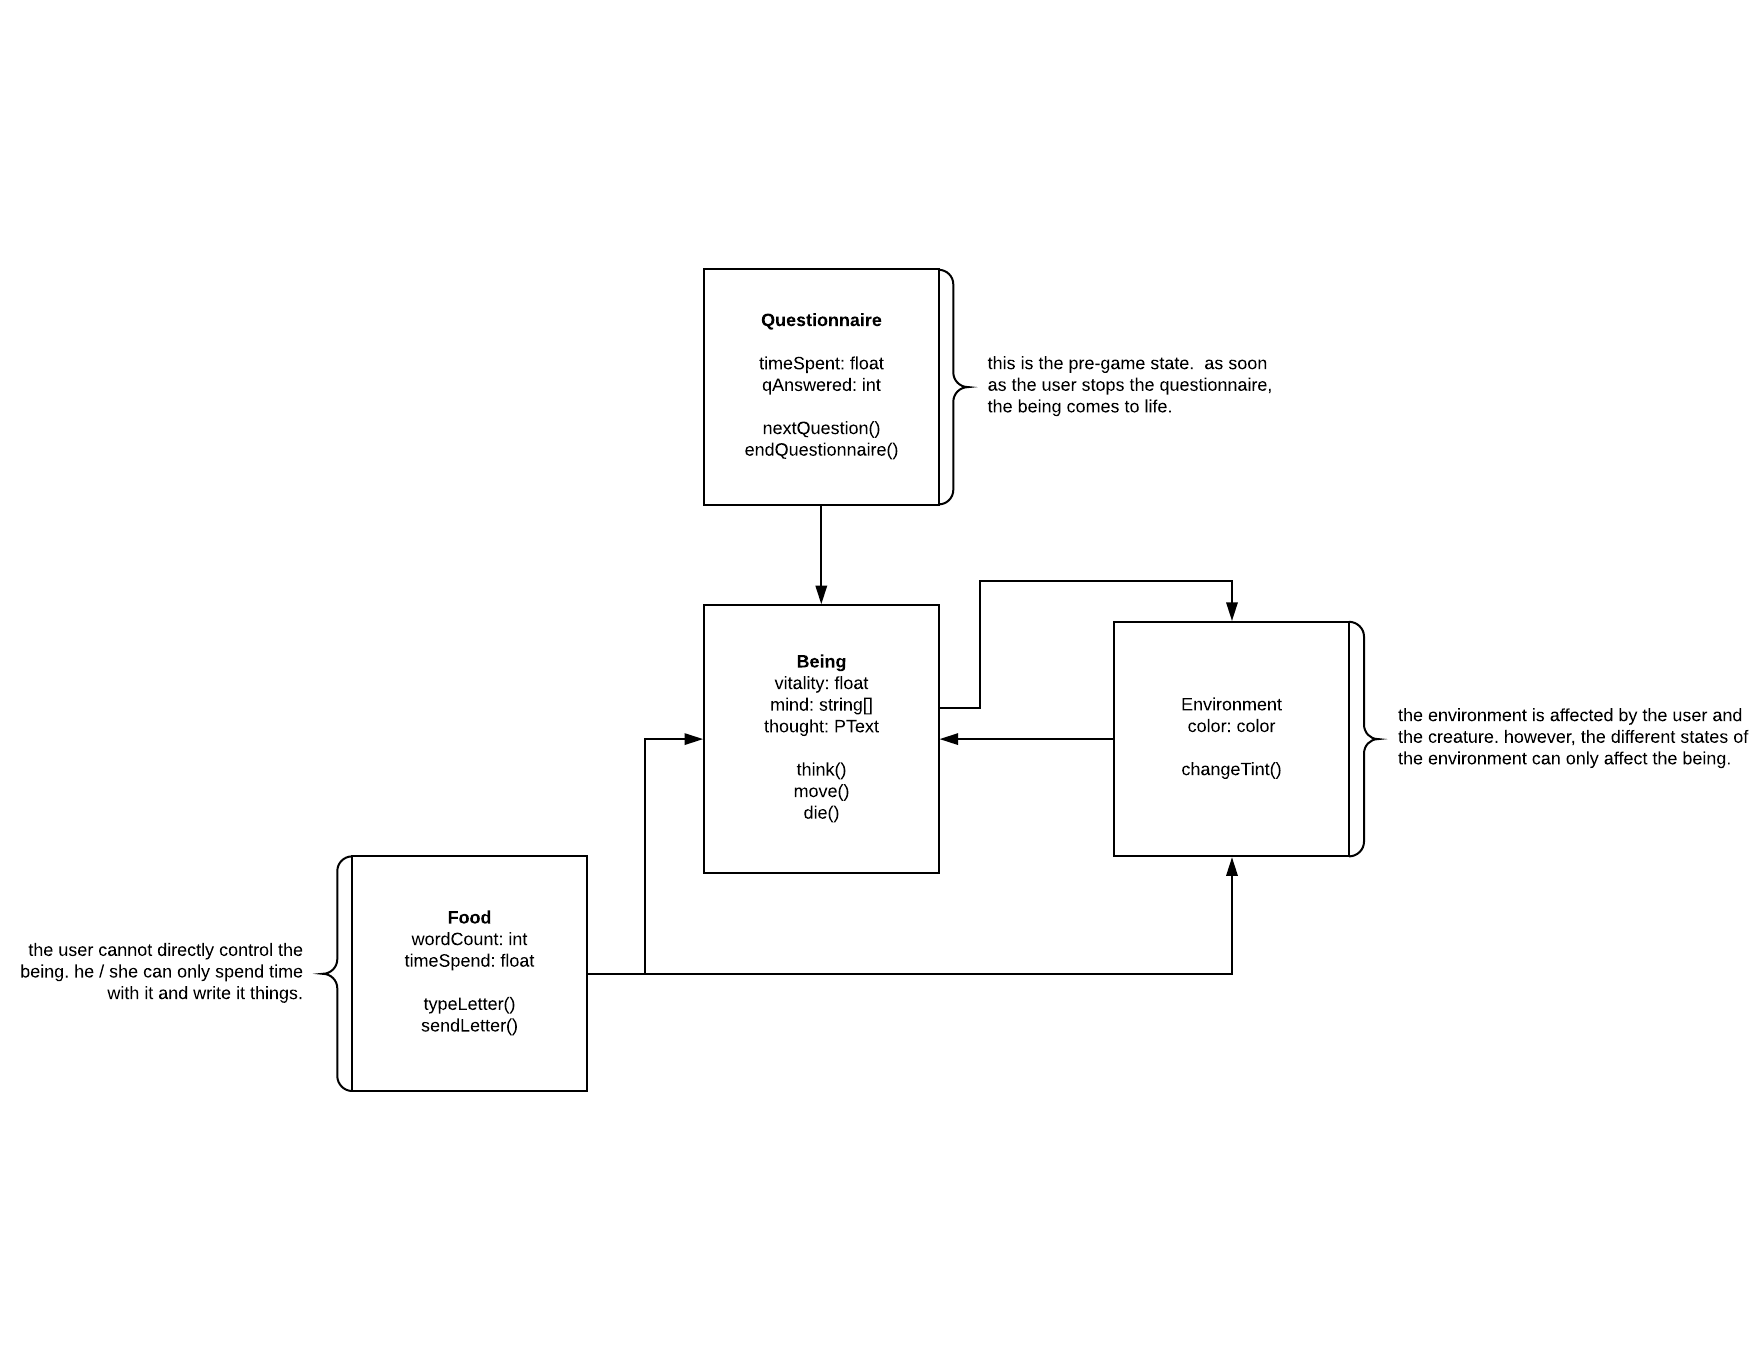 Questionnaire
timeSpent: float
qAnswered: int
nextQuestion()
endQuestionnaire()
this is the pre-game state.  as soon
as the user stops the questionnaire,
the being comes to life.
Being
vitality: float
mind: string[]
thought: PText
think()
move()
die()
Environment
color: color
changeTint()
the environment is affected by the user and
the creature. however, the different states of
the environment can only affect the being.
Food
wordCount: int
timeSpend: float
typeLetter()
sendLetter()
the user cannot directly control the
being. he / she can only spend time
with it and write it things.